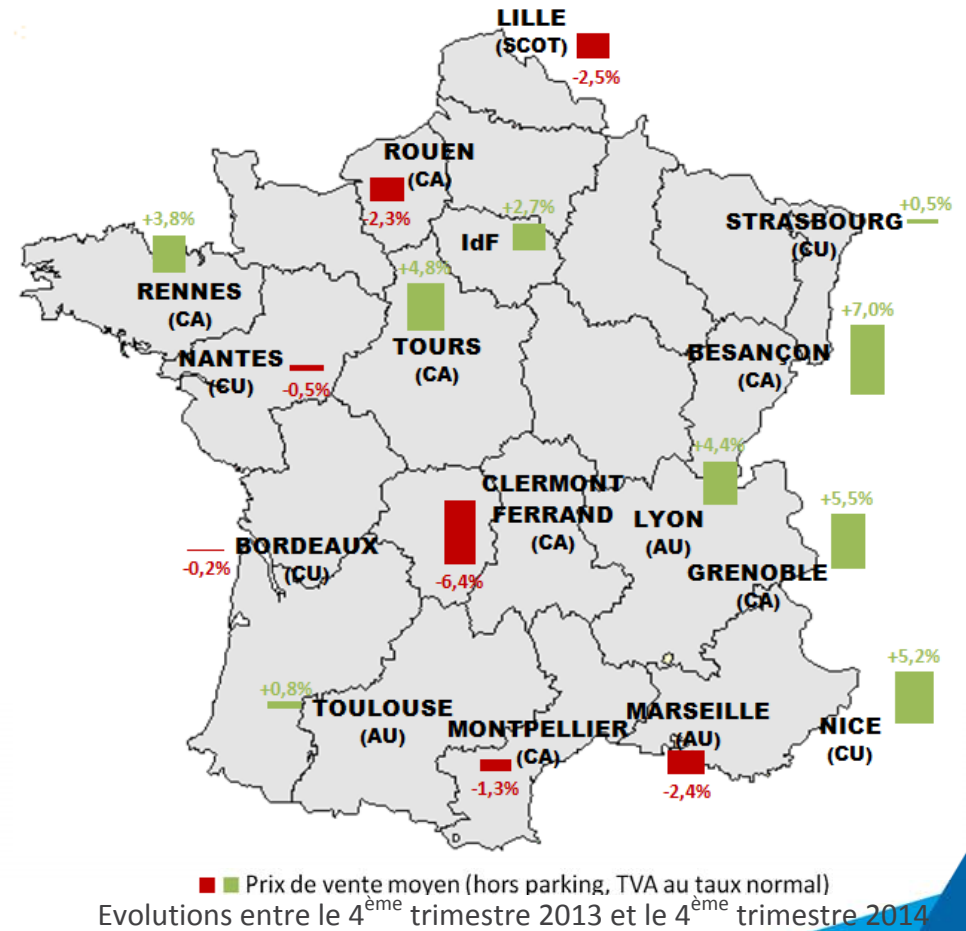 LILLE
(SCOT)
-2,5%
ROUEN
(CA)
-2,3%
+2,7%
IdF
+0,5%
STRASBOURG
(CU)
+3,8%
RENNES
(CA)
+4,8%
TOURS
(CA)
+7,0%
BESANÇON
(CA)
NANTES
(CU)
-0,5%
+4,4%
LYON
(AU)
CLERMONT
FERRAND
(CA)
-6,4%
+5,5%
GRENOBLE
(CA)
BORDEAUX
(CU)
-0,2%
+5,2%
NICE
(CU)
+0,8%
TOULOUSE
(AU)
MONTPELLIER
(CA)
-1,3%
MARSEILLE
(AU)
-2,4%
Prix de vente moyen (hors parking, TVA au taux normal)
Evolutions entre le 4ème trimestre 2013 et le 4ème trimestre 2014